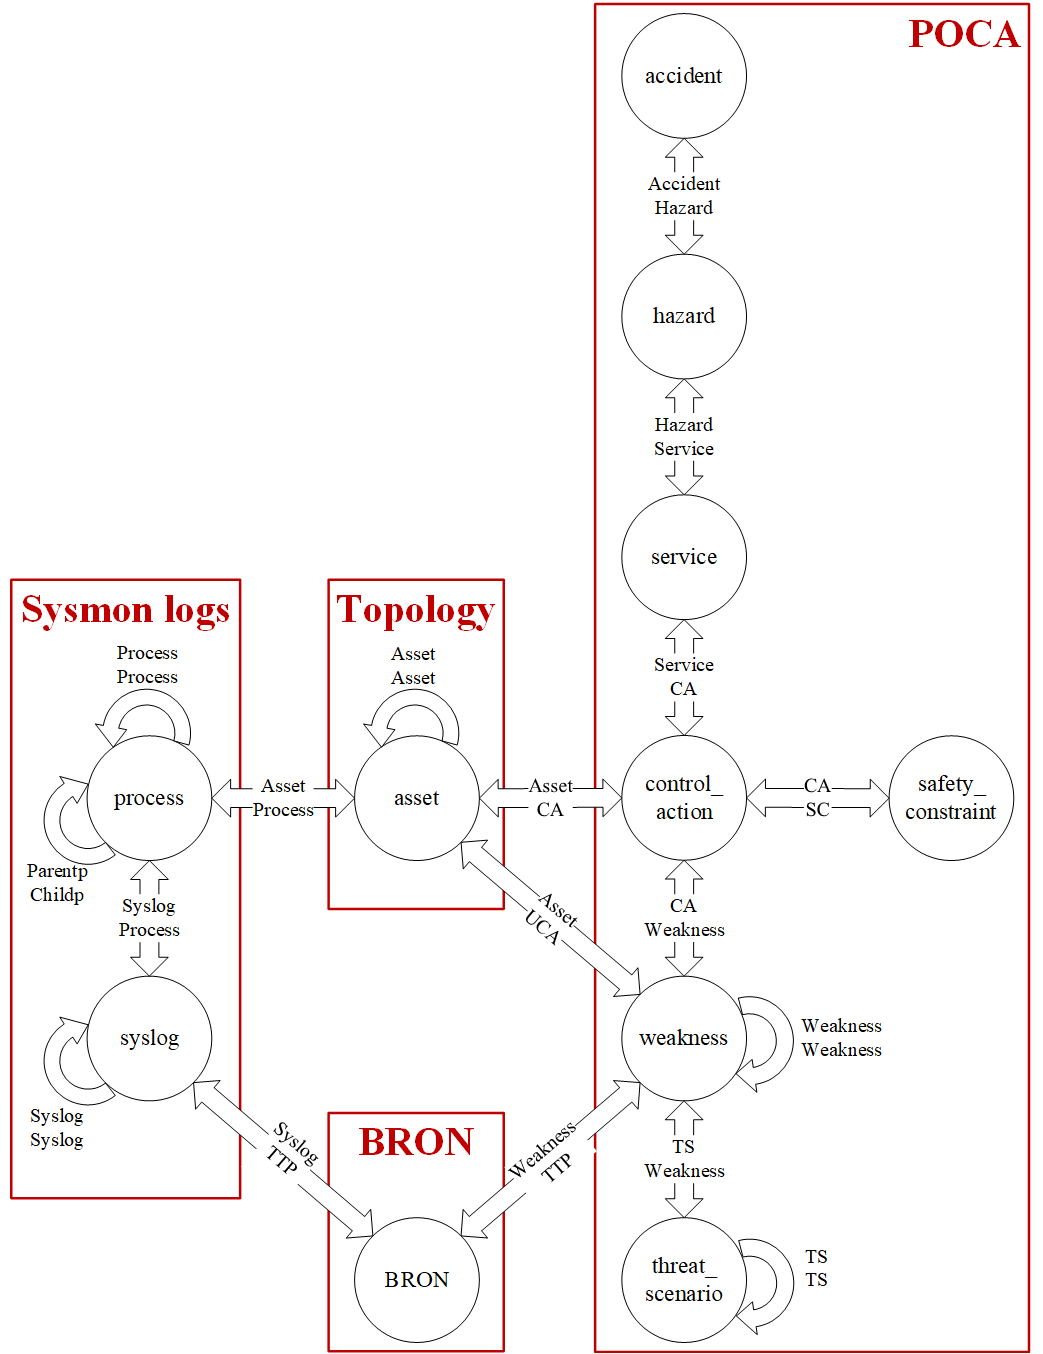 POCA
accident
Accident
Hazard
hazard
Hazard
Service
service
Service
CA
Sysmon logs
Process
Process
process
Parentp
Childp
Syslog
Process
syslog
Syslog
Syslog
Asset
Process
Topology
Asset
Asset
asset
Asset
CA
control_
action
CA
SC
safety_
constraint
Asset
UCA
CA
Weakness
weakness
Weakness
Weakness
Syslog
TTP
BRON
BRON
Weakness
TTP
TS
Weakness
threat_
scenario
TS
TS